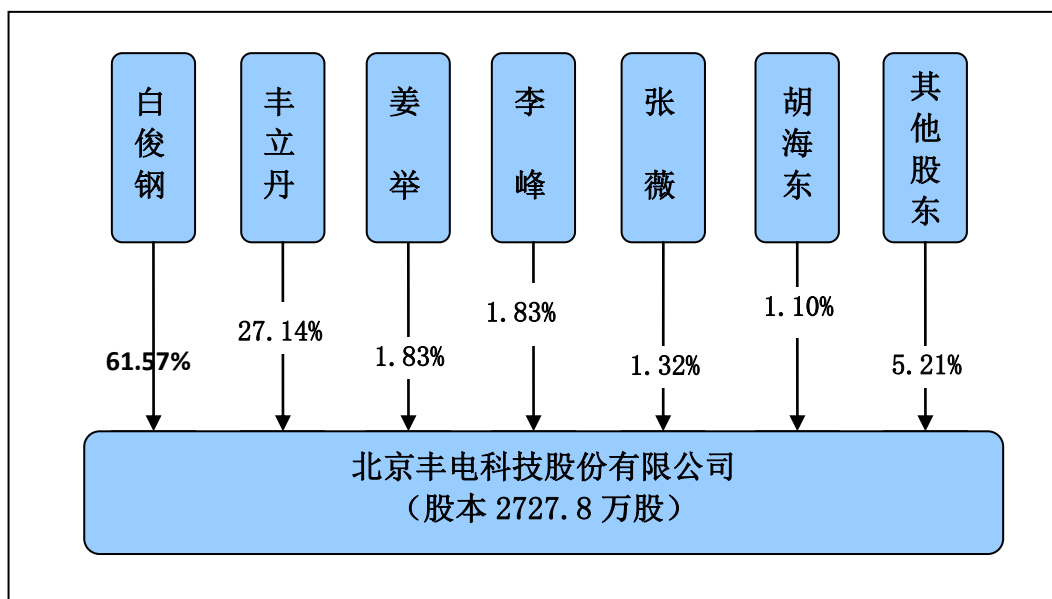 白俊钢
丰立丹
姜举
李峰
张薇
胡海东
其他股东
61.57%
27.14%
1.83%
1.83%
1.32%
1.10%
5.21%
北京丰电科技股份有限公司
（股本 2727.8 万股）